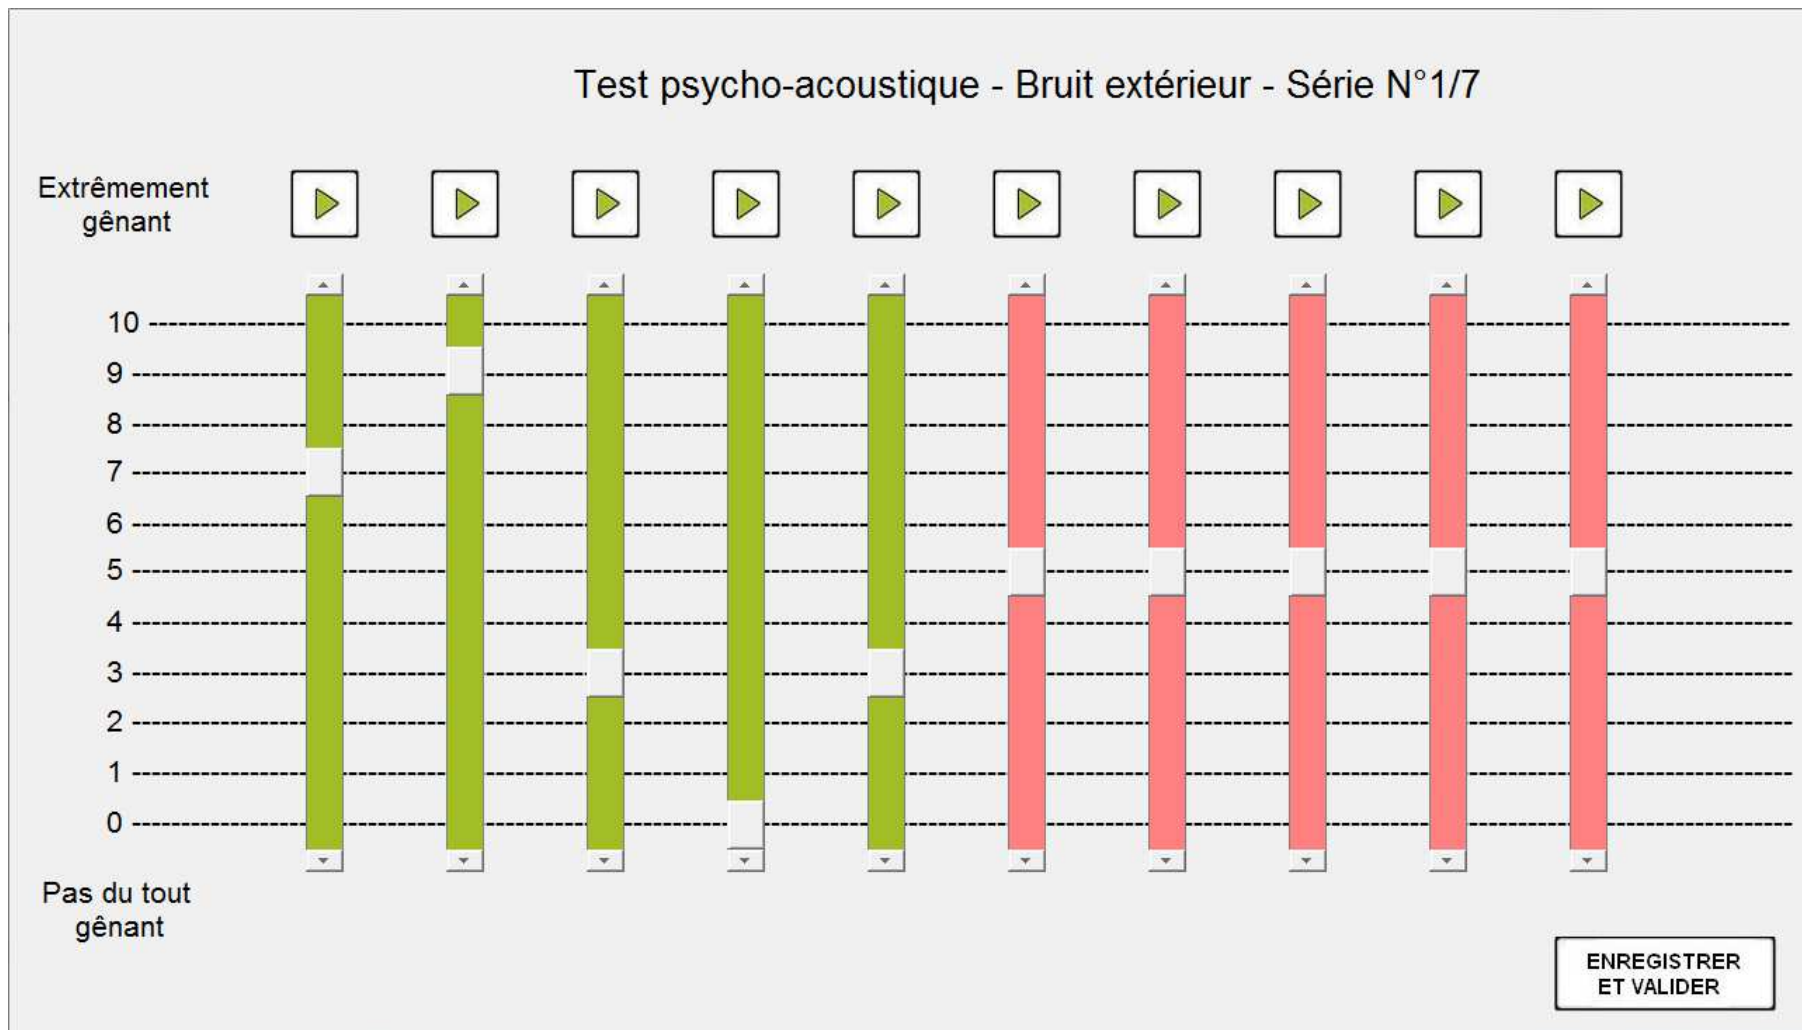 Test psycho-acoustique - Bruit extérieur - Série N°1/7
Extrêmement
gênant
10
9
8
7
6
5
4
3
2
1
0
Pas du tout
gênant
ENREGISTRER
ET VALIDER